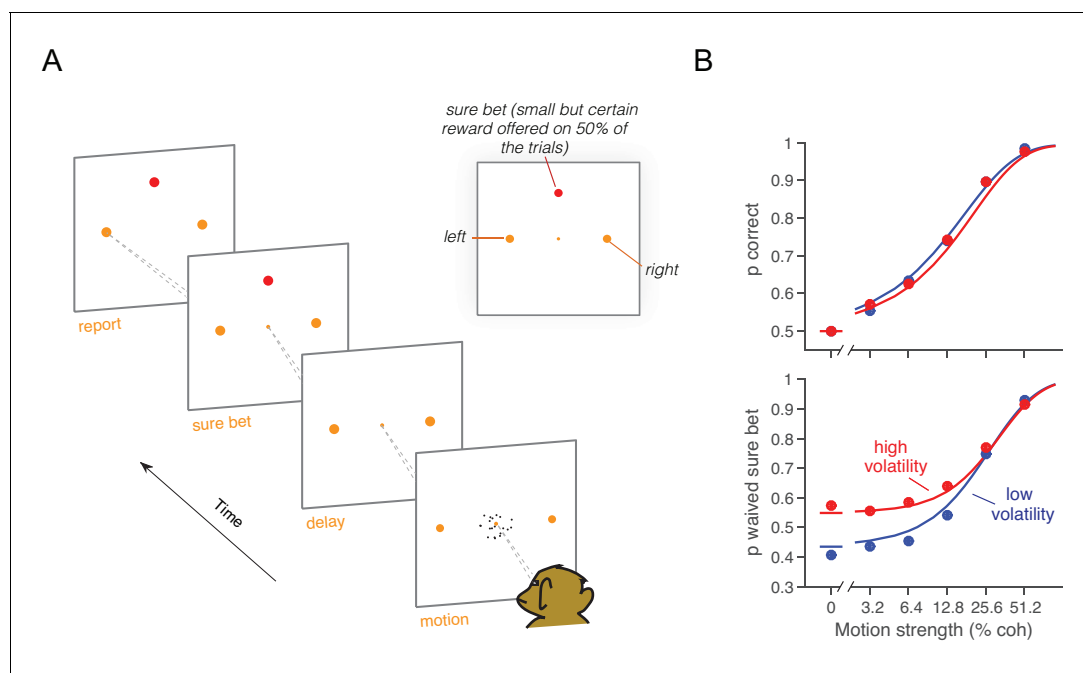 A
sure bet (small but certain
reward offered on 50% of
the trials)
left
right
report
sure bet
delay
motion
Time
B
p correct
1
0.9
0.8
0.7
0.6
0.5
p waived sure bet
1
0.9
0.8
0.7
0.6
0.5
0.4
0.3
high
volatility
low
volatility
0 3.2 6.4 12.8 25.6 51.2
Motion strength (% coh)